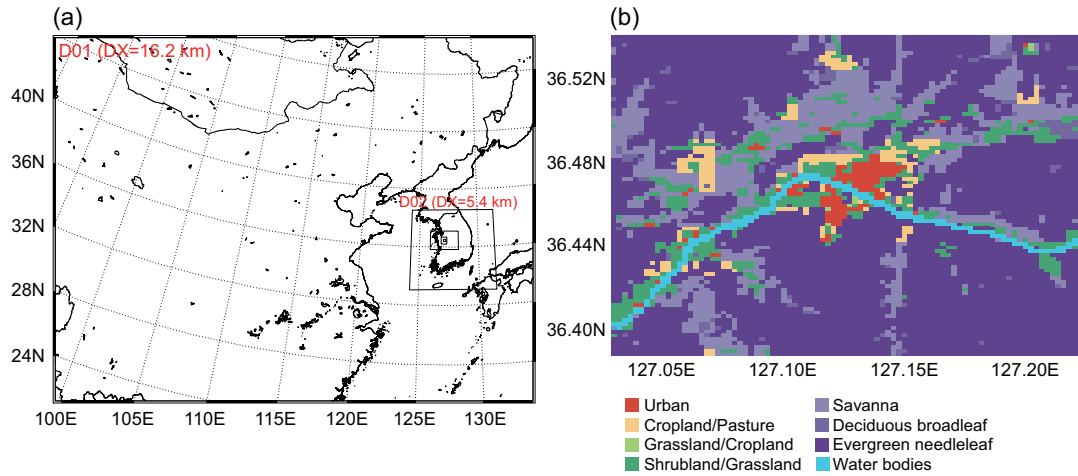 (a)
D01 (DX=16.2 km)
40N
36N
32N
28N
24N
D02 (DX=5.4 km)
100E 105E 110E 115E 120E 125E 130E
(b)
36.52N
36.48N
36.44N
36.40N
127.05E 127.10E 127.15E 127.20E
Urban
Cropland/Pasture
Grassland/Cropland
Shrubland/Grassland
Savanna
Deciduous broadleaf
Evergreen needleleaf
Water bodies